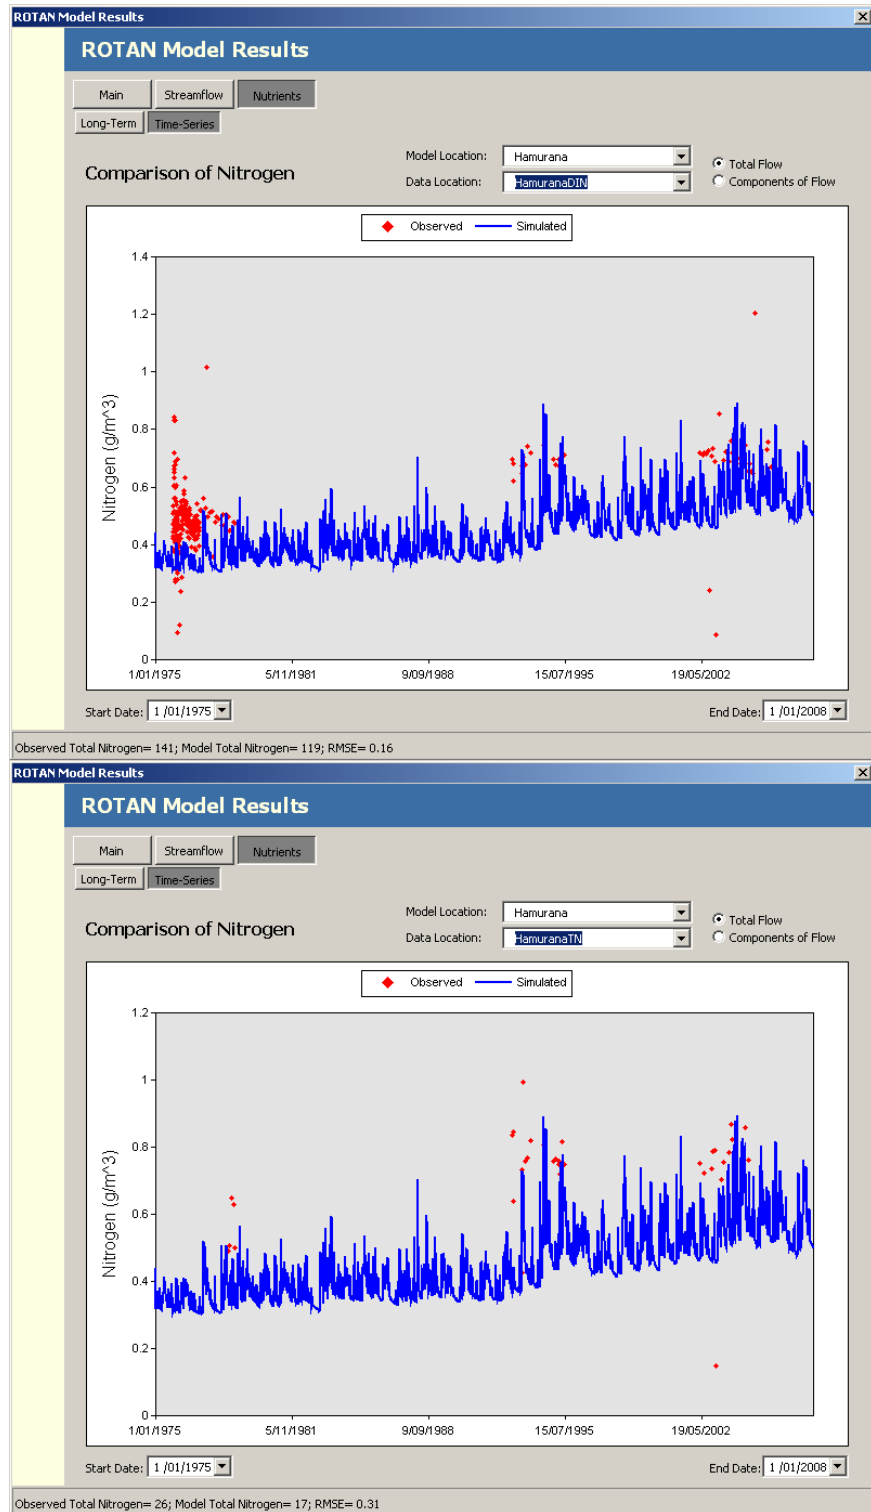 ROTAN Model Results
ROTAN Model Results
Main Streamflow Nutrients
Long-Term Time-Series
Comparison of Nitrogen
Model Location: Hamurana
Data Location: HamuranaDIN
Total Flow
Components of Flow
Observed Simulated
Nitrogen (g/m^3)
1.4
1.2
1
0.8
0.6
0.4
0.2
0
1/01/1975 5/11/1981 9/09/1988 15/07/1995 19/05/2002
Start Date: 1 /01/1975 End Date: 1 /01/2008
Observed Total Nitrogen= 141; Model Total Nitrogen= 119; RMSE= 0.16
ROTAN Model Results
ROTAN Model Results
Main Streamflow Nutrients
Long-Term Time-Series
Comparison of Nitrogen
Model Location: Hamurana
Data Location: HamuranaTN
Total Flow
Components of Flow
Observed Simulated
Nitrogen (g/m^3)
1.2
1
0.8
0.6
0.4
0.2
0
1/01/1975 5/11/1981 9/09/1988 15/07/1995 19/05/2002
Start Date: 1 /01/1975 End Date: 1 /01/2008
Observed Total Nitrogen= 26; Model Total Nitrogen= 17; RMSE= 0.31